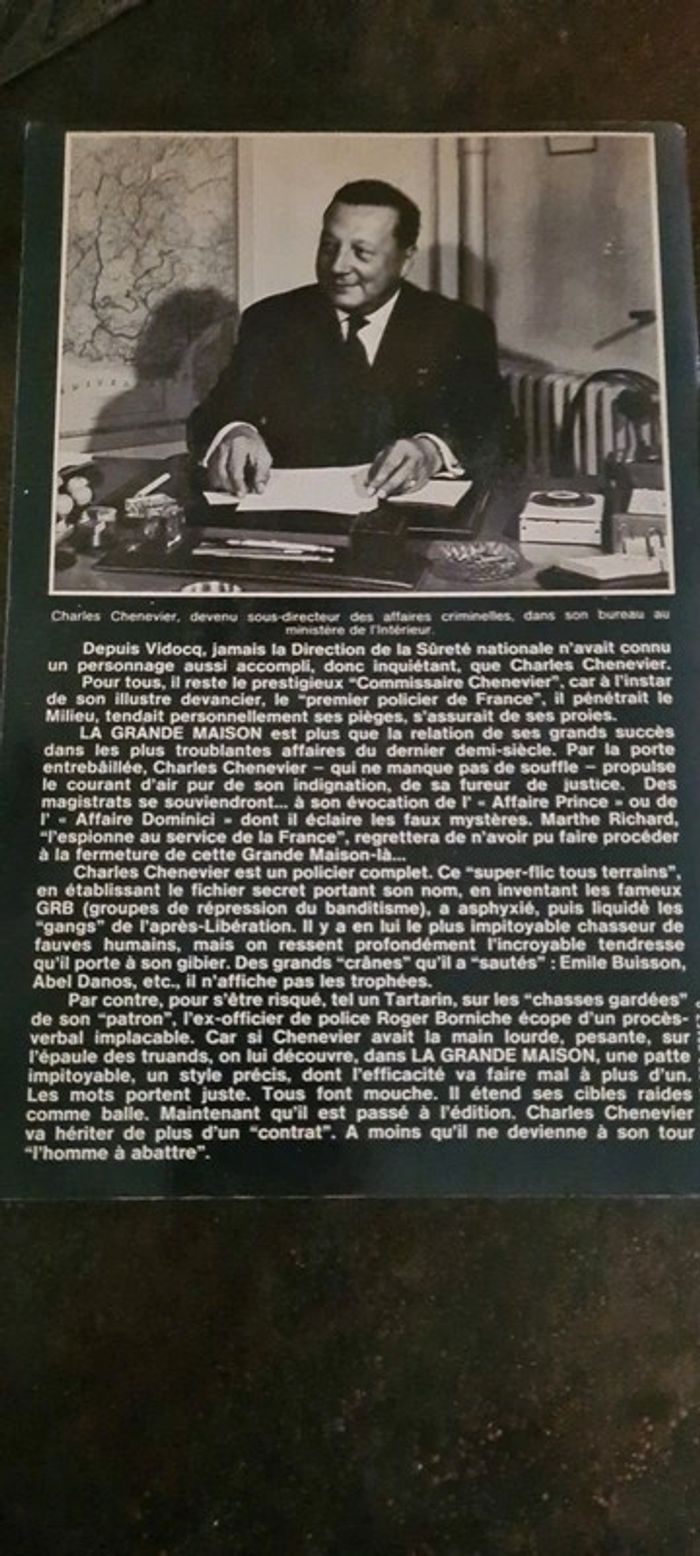 Charles Chenevier, devenu sous-directeur des affaires criminelles, dans son bureau au
ministère de l'Intérieur.
Depuis Vidocq, jamais la Direction de la Sûreté nationale n'avait connu
un personnage aussi accompli, donc inquiétant, que Charles Chenevier.
Pour tous, il reste le prestigieux "Commissaire Chenevier", car à l'instar
de son illustre devancier, le "premier policier de France", il pénétrait le
Milieu, tendait personnellement ses pièges, s'assurait de ses proies.
LA GRANDE MAISON est plus que la relation de ses grands succès
dans les plus troublantes affaires du dernier demi-siècle. Par la porte
entrebâillée, Charles Chenevier – qui ne manque pas de souffle – propulse
le courant d'air pur de son indignation, de sa fureur de justice. Des
magistrats se souviendront... à son évocation de l' « Affaire Prince » ou de
l' « Affaire Dominici » dont il éclaire les faux mystères. Marthe Richard,
"l'espionne au service de la France", regrettera de n'avoir pu faire procéder
à la fermeture de cette Grande Maison-là...
Charles Chenevier est un policier complet. Ce "super-flic tous terrains",
en établissant le fichier secret portant son nom, en inventant les fameux
GRB (groupes de répression du banditisme), a asphyxié, puis liquidé les
"gangs" de l'après-Libération. Il y a en lui le plus impitoyable chasseur de
fauves humains, mais on ressent profondément l'incroyable tendresse
qu'il porte à son gibier. Des grands "crânes" qu'il a "sautés" : Emile Buisson,
Abel Danos, etc., il n'affiche pas les trophées.
Par contre, pour s'être risqué, tel un Tartarin, sur les "chasses gardées"
de son "patron", l'ex-officier de police Roger Borniche écope d'un procès-
verbal implacable. Car si Chenevier avait la main lourde, pesante, sur
l'épaule des truands, on lui découvre, dans LA GRANDE MAISON, une patte
impitoyable, un style précis, dont l'efficacité va faire mal à plus d'un.
Les mots portent juste. Tous font mouche. Il étend ses cibles raides
comme balle. Maintenant qu'il est passé à l'édition. Charles Chenevier
va hériter de plus d'un "contrat". A moins qu'il ne devienne à son tour
"l'homme à abattre".